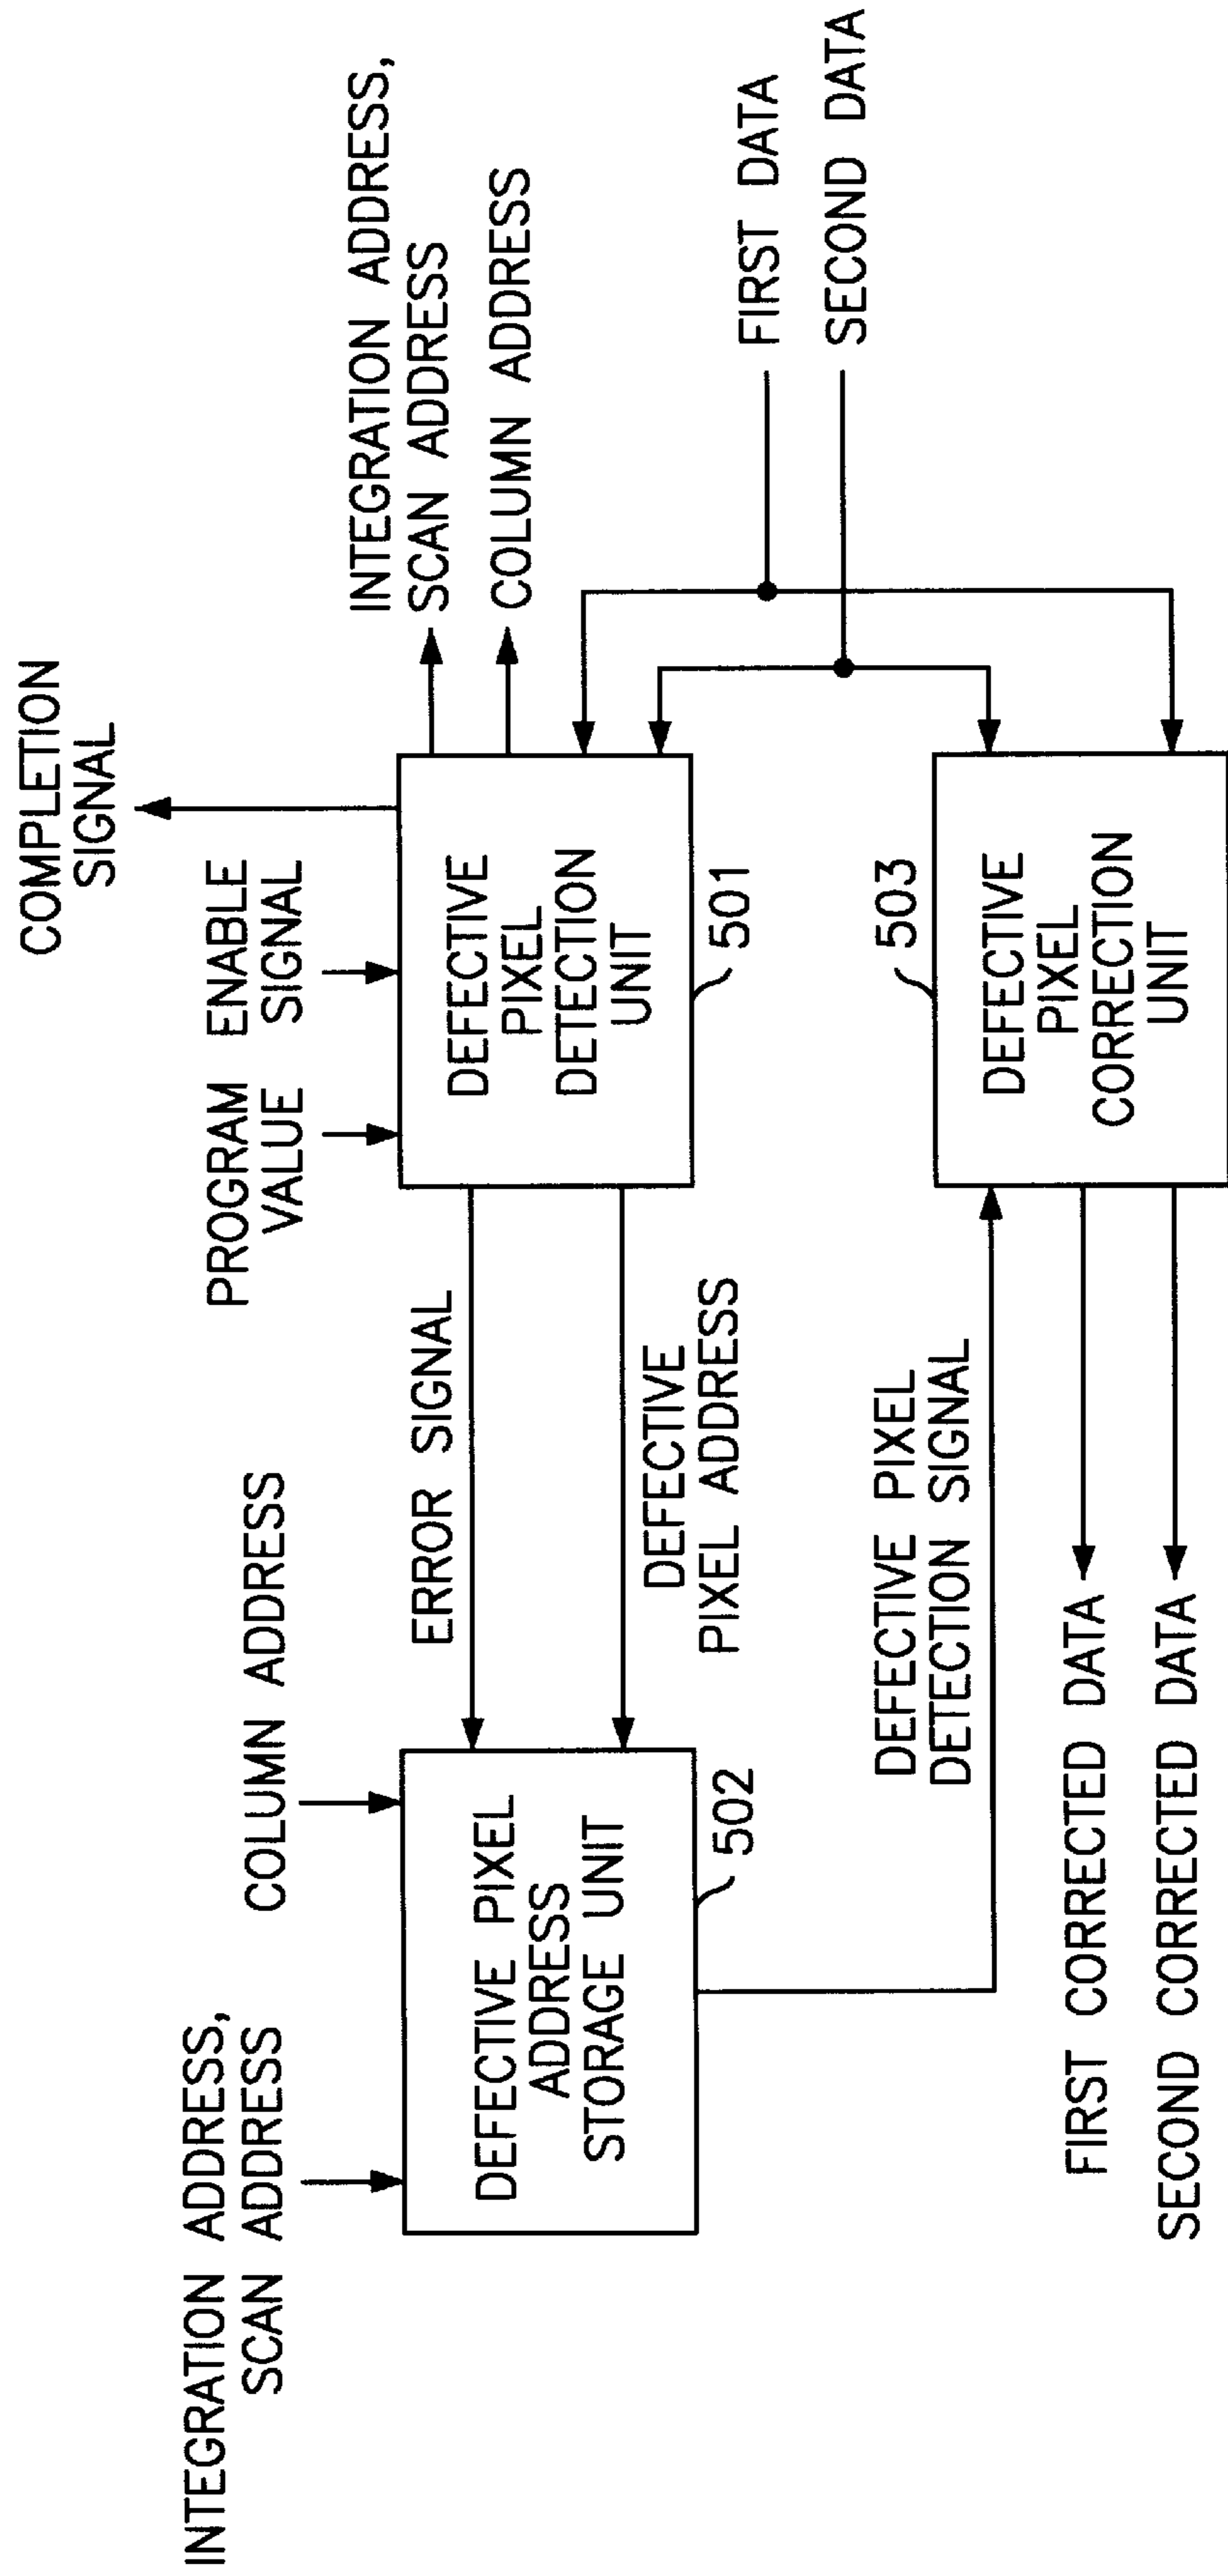 COMPLETION
SIGNAL
PROGRAM
VALUE
ENABLE
SIGNAL
INTEGRATION ADDRESS,
SCAN ADDRESS
COLUMN ADDRESS
INTEGRATION ADDRESS,
SCAN ADDRESS
COLUMN ADDRESS
ERROR SIGNAL
DEFECTIVE
PIXEL
DETECTION
UNIT
DEFECTIVE PIXEL
ADDRESS
STORAGE UNIT
DEFECTIVE
PIXEL ADDRESS
501
502
FIRST DATA
SECOND DATA
DEFECTIVE PIXEL
DETECTION SIGNAL
503
DEFECTIVE
PIXEL
CORRECTION
UNIT
FIRST CORRECTED DATA
SECOND CORRECTED DATA